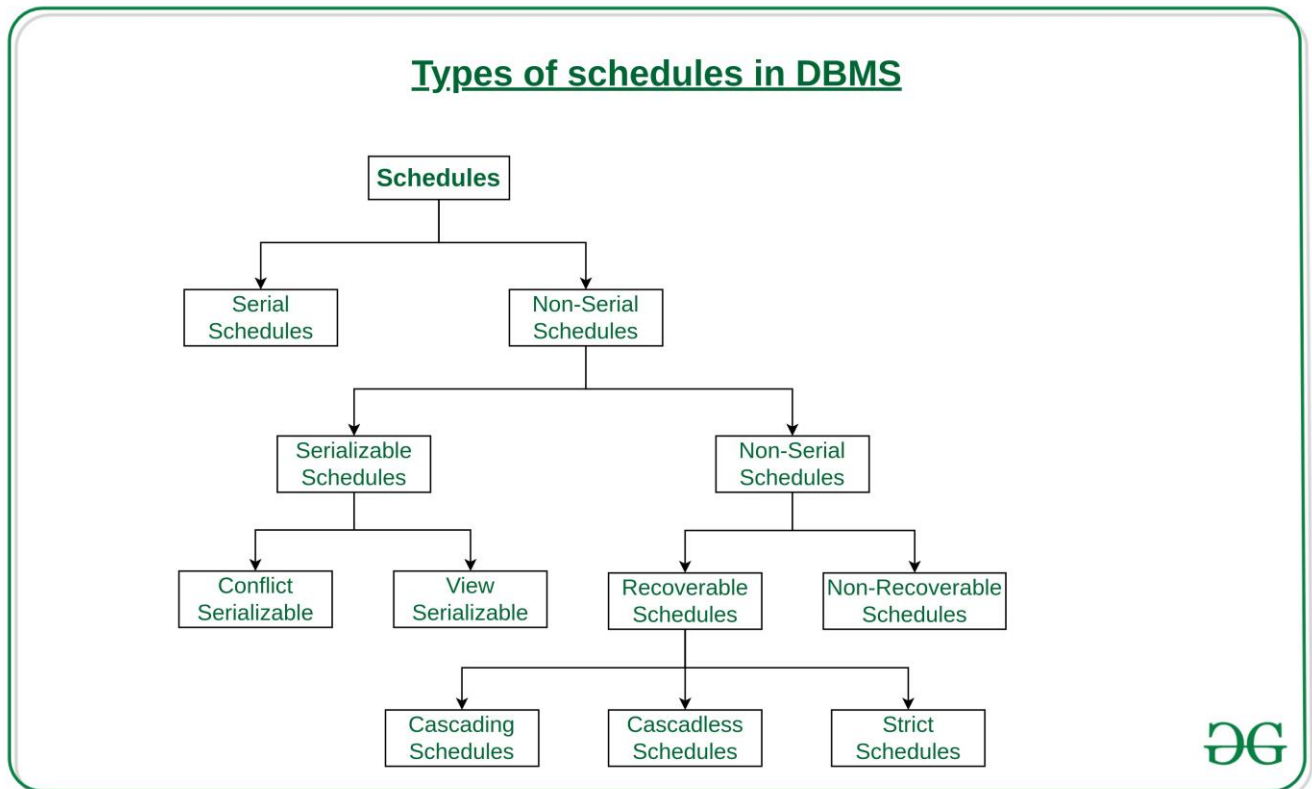 Types of schedules in DBMS
Schedules
Serial
Schedules
Non-Serial
Schedules
Serializable
Schedules
Non-Serial
Schedules
Conflict
Serializable
View
Serializable
Recoverable
Schedules
Non-Recoverable
Schedules
Cascading
Schedules
Cascadless
Schedules
Strict
Schedules